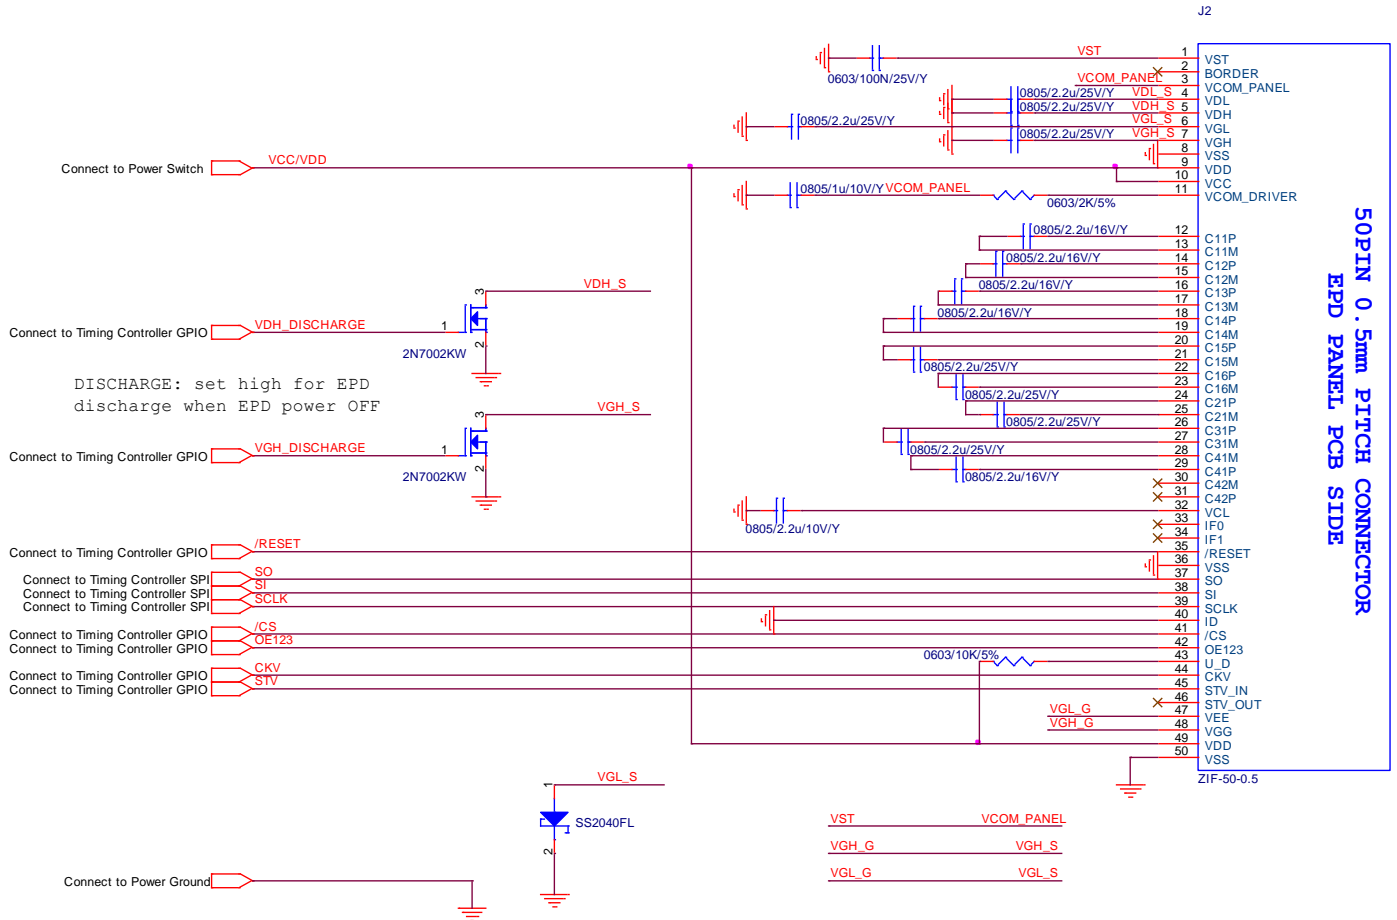 J2
VST 1 VST
0603/100N/25V/Y 2 BORDER
VCOM_PANEL 3 VCOM_PANEL
0805/2.2u/25V/Y VDL_S 4 VDL
0805/2.2u/25V/Y VDH_S 5 VDH
0805/2.2u/25V/Y VGL_S 6 VGL
0805/2.2u/25V/Y VGH_S 7 VGH
8 VSS
Connect to Power Switch VCC/VDD 9 VDD
10 VCC
0805/1u/10V/Y VCOM_PANEL 11 VCOM_DRIVER
0603/2K/5%
50PIN 0.5mm PITCH CONNECTOR
EPD PANEL PCB SIDE
0805/2.2u/16V/Y 12 C11P
13 C11M
0805/2.2u/16V/Y 14 C12P
15 C12M
0805/2.2u/16V/Y 16 C13P
17 C13M
0805/2.2u/16V/Y 18 C14P
19 C14M
20 C15P
21 C15M
0805/2.2u/25V/Y 22 C16P
23 C16M
0805/2.2u/25V/Y 24 C21P
25 C21M
0805/2.2u/25V/Y 26 C31P
27 C31M
0805/2.2u/25V/Y 28 C41M
29 C41P
0805/2.2u/16V/Y 30 C42M
31 C42P
32 VCL
0805/2.2u/10V/Y 33 IF0
34 IF1
3 VDH_S
Connect to Timing Controller GPIO VDH_DISCHARGE 1
2
2N7002KW
DISCHARGE: set high for EPD
discharge when EPD power OFF
3 VGH_S
Connect to Timing Controller GPIO VGH_DISCHARGE 1
2
2N7002KW
Connect to Timing Controller GPIO /RESET 35 /RESET
36 VSS
Connect to Timing Controller SPI SO 37 SO
Connect to Timing Controller SPI SI 38 SI
Connect to Timing Controller SPI SCLK 39 SCLK
40 ID
Connect to Timing Controller GPIO /CS 41 /CS
Connect to Timing Controller GPIO OE123 42 OE123
0603/10K/5% 43 U_D
Connect to Timing Controller GPIO CKV 44 CKV
Connect to Timing Controller GPIO STV 45 STV_IN
46 STV_OUT
VGL_G 47 VEE
VGH_G 48 VGG
49 VDD
50 VSS
ZIF-50-0.5
1 VGL_S
SS2040FL
2
VST VCOM_PANEL
VGH_G VGH_S
VGL_G VGL_S
Connect to Power Ground